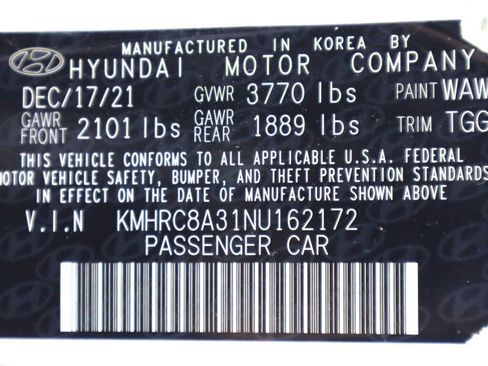 MANUFACTURED IN KOREA BY
HYUNDAI MOTOR COMPANY
DEC/17/21 GVWR 3770 lbs PAINT WAW
GAWR FRONT 2101 lbs GAWR REAR 1889 lbs TRIM TGG
THIS VEHICLE CONFORMS TO ALL APPLICABLE U.S.A. FEDERAL
MOTOR VEHICLE SAFETY, BUMPER, AND THEFT PREVENTION STANDARDS
IN EFFECT ON THE DATE OF MANUFACTURE SHOWN ABOVE
V.I.N KMHRC8A31NU162172
PASSENGER CAR